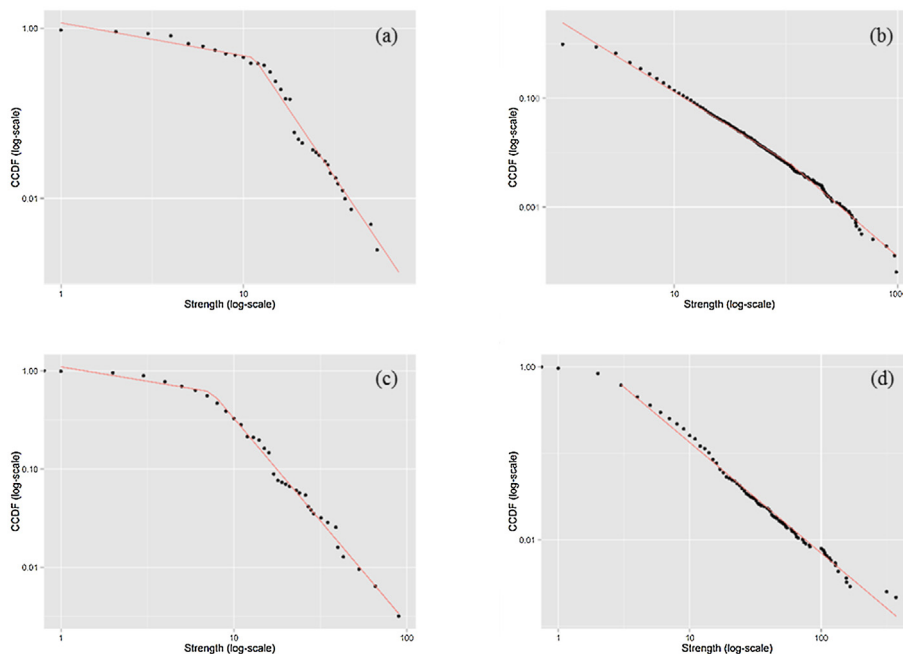 1.00
(a)
CCDF (log-scale)
0.01
1
10
Strength (log-scale)
(b)
0.100
CCDF (log-scale)
0.001
10
Strength (log-scale)
1.00
(c)
CCDF (log-scale)
0.10
0.01
1
10
100
Strength (log-scale)
1.00
(d)
CCDF (log-scale)
0.01
1
10
100
Strength (log-scale)